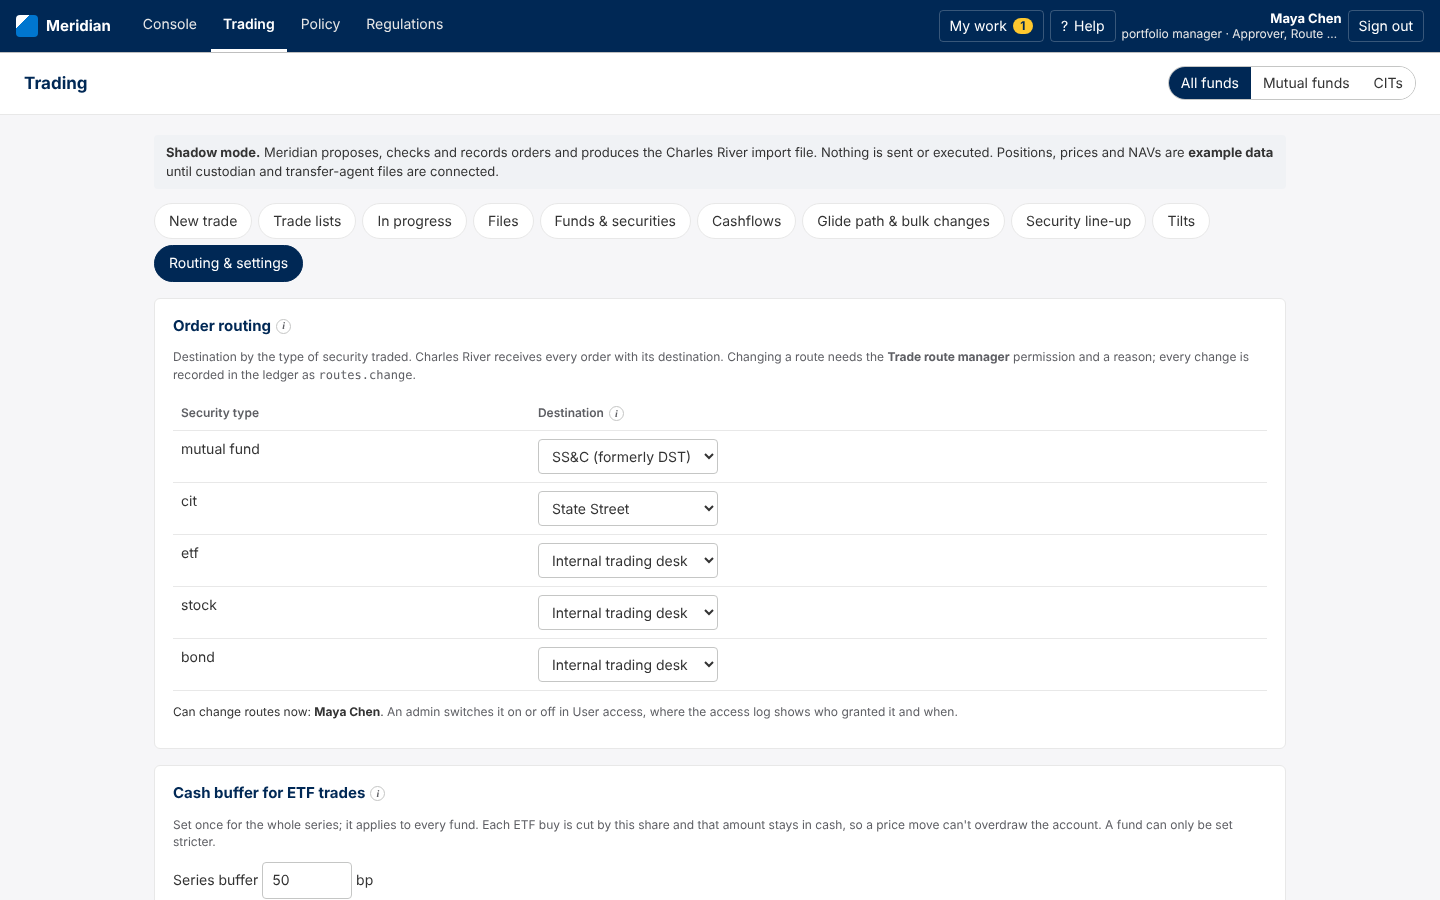 Meridian
Console
Trading
Policy
Regulations
My work 1
? Help
Maya Chen
portfolio manager · Approver, Route ...
Sign out
Trading
All funds
Mutual funds
CITs
Shadow mode. Meridian proposes, checks and records orders and produces the Charles River import file. Nothing is sent or executed. Positions, prices and NAVs are example data
until custodian and transfer-agent files are connected.
New trade
Trade lists
In progress
Files
Funds & securities
Cashflows
Glide path & bulk changes
Security line-up
Tilts
Routing & settings
Order routing i
Destination by the type of security traded. Charles River receives every order with its destination. Changing a route needs the Trade route manager permission and a reason; every change is
recorded in the ledger as routes.change.
Security type
Destination i
mutual fund
SS&C (formerly DST)
cit
State Street
etf
Internal trading desk
stock
Internal trading desk
bond
Internal trading desk
Can change routes now: Maya Chen. An admin switches it on or off in User access, where the access log shows who granted it and when.
Cash buffer for ETF trades i
Set once for the whole series; it applies to every fund. Each ETF buy is cut by this share and that amount stays in cash, so a price move can't overdraw the account. A fund can only be set
stricter.
Series buffer 50 bp